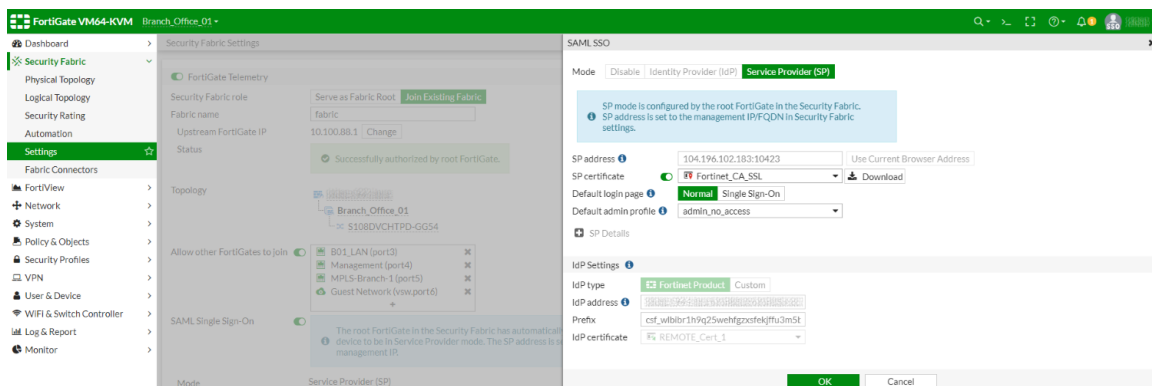 FortiGate VM64-KVM Branch_Office_01
SSO
Dashboard
Security Fabric
Physical Topology
Logical Topology
Security Rating
Automation
Settings
Fabric Connectors
FortiView
Network
System
Policy & Objects
Security Profiles
VPN
User & Device
WiFi & Switch Controller
Log & Report
Monitor
Security Fabric Settings
FortiGate Telemetry
Security Fabric role Serve as Fabric Root Join Existing Fabric
Fabric name fabric
Upstream FortiGate IP 10.100.88.1 Change
Status Successfully authorized by root FortiGate.
Topology
Branch_Office_01
S108DVCHTPD-GG54
Allow other FortiGates to join B01_LAN (port3)
Management (port4)
MPLS-Branch-1 (port5)
Guest Network (vsw.port6)
+
SAML Single Sign-On
The root FortiGate in the Security Fabric has automatically
device to be in Service Provider mode. The SP address is
management IP.
Mode Service Provider (SP)
SAML SSO
Mode Disable Identity Provider (IdP) Service Provider (SP)
SP mode is configured by the root FortiGate in the Security Fabric.
SP address is set to the management IP/FQDN in Security Fabric
settings.
SP address 104.196.102.183:10423 Use Current Browser Address
SP certificate Fortinet_CA_SSL Download
Default login page Normal Single Sign-On
Default admin profile admin_no_access
SP Details
IdP Settings
IdP type Fortinet Product Custom
IdP address
Prefix csf_wlblbr1h9q25wehfgzxsfekjffu3m5t
IdP certificate REMOTE_Cert_1
OK Cancel